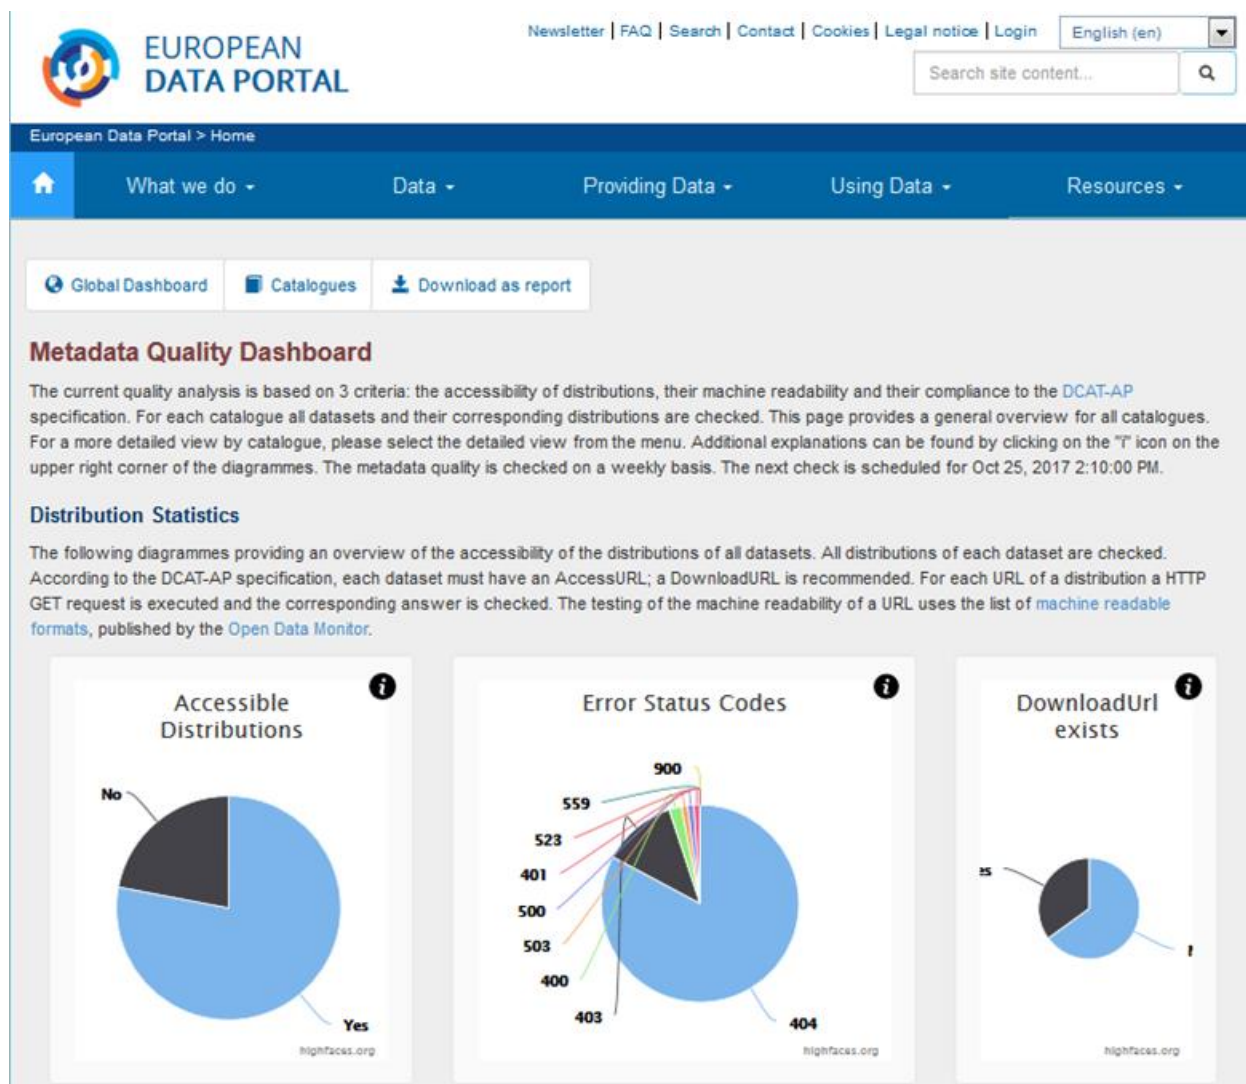 Newsletter | FAQ | Search | Contact | Cookies | Legal notice | Login
English (en)
EUROPEAN
DATA PORTAL
Search site content...
European Data Portal > Home
What we do
Data
Providing Data
Using Data
Resources
Global Dashboard
Catalogues
Download as report
Metadata Quality Dashboard
The current quality analysis is based on 3 criteria: the accessibility of distributions, their machine readability and their compliance to the DCAT-AP
specification. For each catalogue all datasets and their corresponding distributions are checked. This page provides a general overview for all catalogues.
For a more detailed view by catalogue, please select the detailed view from the menu. Additional explanations can be found by clicking on the "i" icon on the
upper right corner of the diagrammes. The metadata quality is checked on a weekly basis. The next check is scheduled for Oct 25, 2017 2:10:00 PM.
Distribution Statistics
The following diagrammes providing an overview of the accessibility of the distributions of all datasets. All distributions of each dataset are checked.
According to the DCAT-AP specification, each dataset must have an AccessURL; a DownloadURL is recommended. For each URL of a distribution a HTTP
GET request is executed and the corresponding answer is checked. The testing of the machine readability of a URL uses the list of machine readable
formats, published by the Open Data Monitor.
Accessible
Distributions
No
Yes
highfaces.org
Error Status Codes
900
559
523
401
500
503
400
403
404
highfaces.org
DownloadUrl
exists
es
highfaces.org